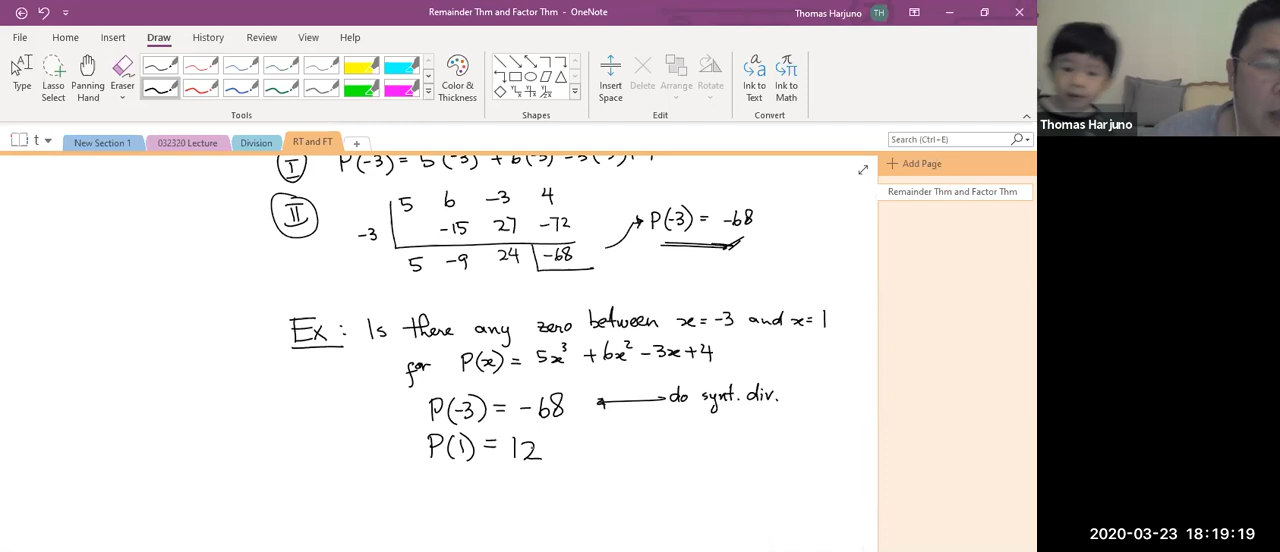 Remainder Thm and Factor Thm - OneNote
Thomas Harjuno
TH
File Home Insert Draw History Review View Help
Type
Lasso Select
Panning Hand
Eraser
Color & Thickness
Insert Space
Delete
Arrange
Rotate
Ink to Text
Ink to Math
Tools
Shapes
Edit
Convert
t
New Section 1
032320 Lecture
Division
RT and FT
Search (Ctrl+E)
Add Page
Remainder Thm and Factor Thm
Thomas Harjuno
I
II
5 6 -3 4
-3 -15 27 -72
5 -9 24 -68
P(-3) = -68
Ex: Is there any zero between x = -3 and x = 1
for P(x) = 5x³ + 6x² - 3x + 4
P(-3) = -68 do synt. div.
P(1) = 12
2020-03-23 18:19:19